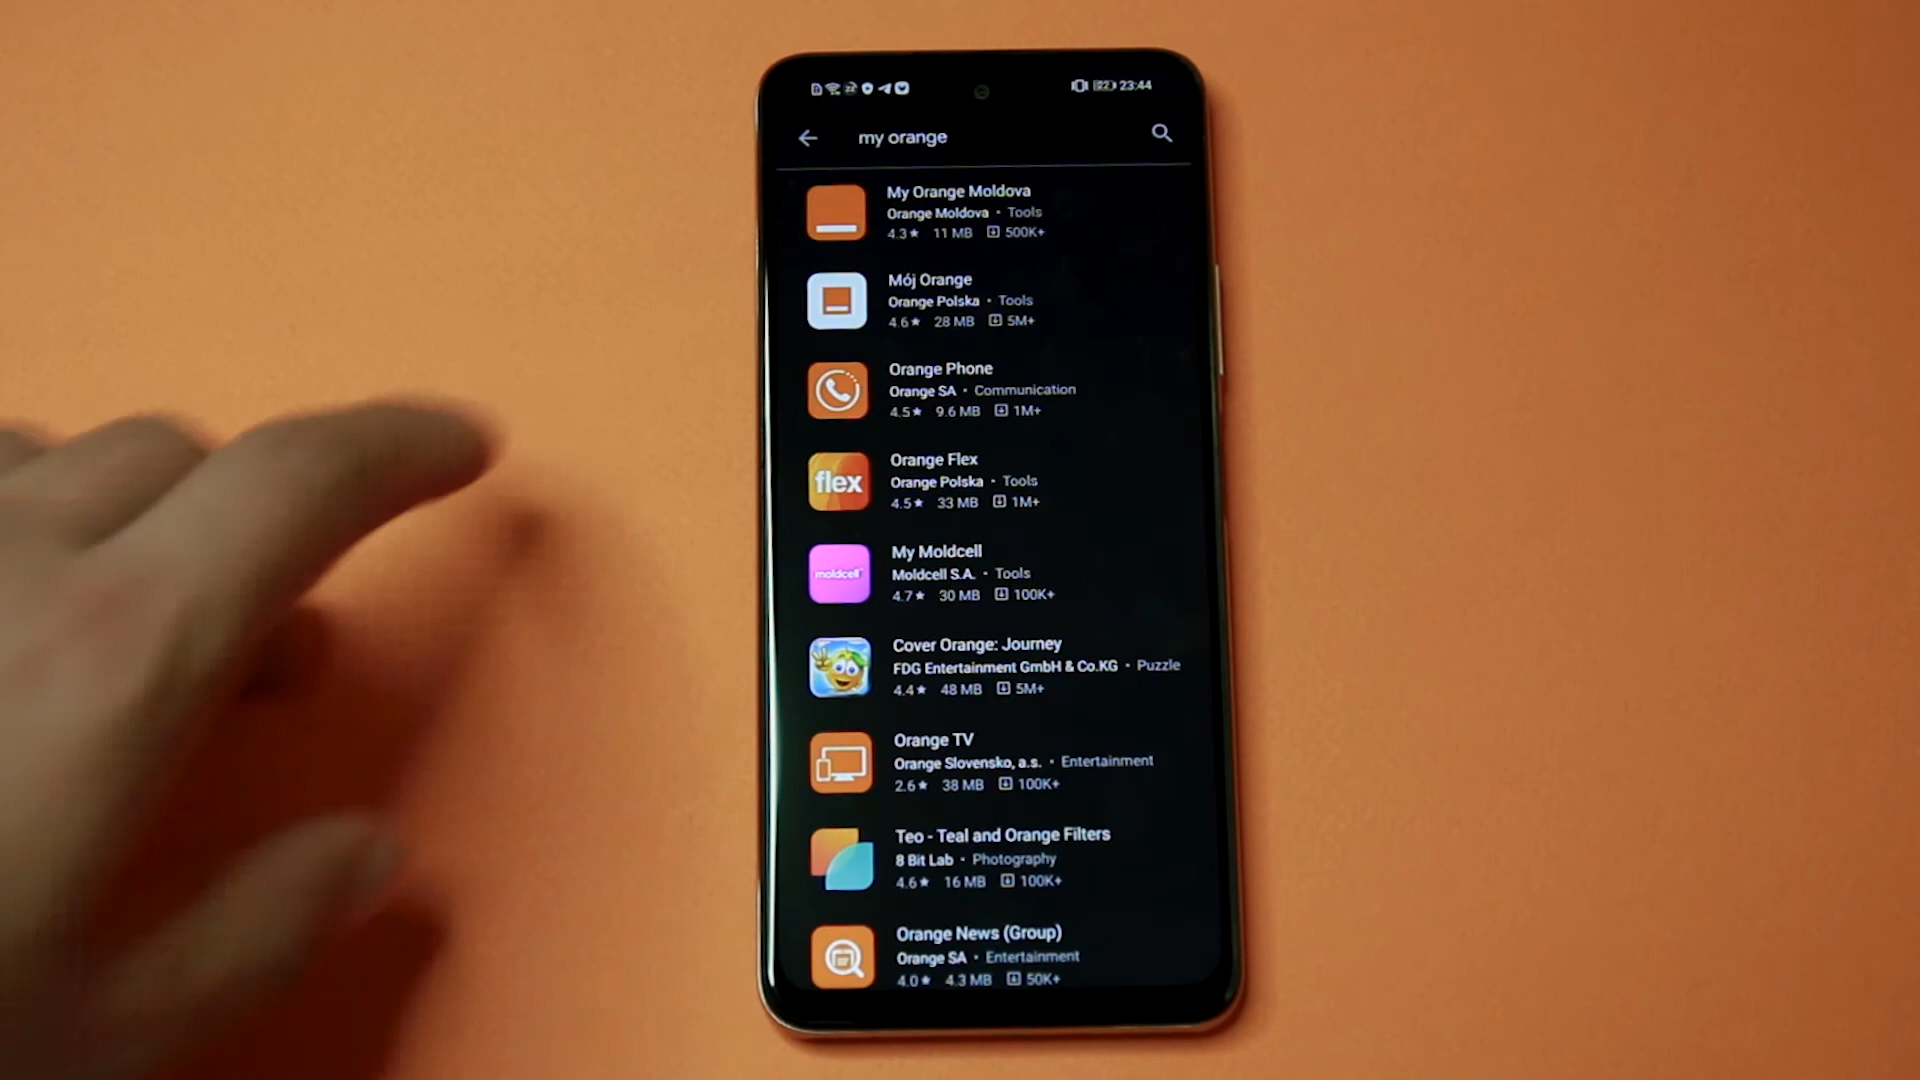 22 23:44
my orange
My Orange Moldova
Orange Moldova • Tools
4.3★ 11 MB 500K+
Mój Orange
Orange Polska • Tools
4.6★ 28 MB 5M+
Orange Phone
Orange SA • Communication
4.5★ 9.6 MB 1M+
flex
Orange Flex
Orange Polska • Tools
4.5★ 33 MB 1M+
moldcell
My Moldcell
Moldcell S.A. • Tools
4.7★ 30 MB 100K+
Cover Orange: Journey
FDG Entertainment GmbH & Co.KG • Puzzle
4.4★ 48 MB 5M+
Orange TV
Orange Slovensko, a.s. • Entertainment
2.6★ 38 MB 100K+
Teo - Teal and Orange Filters
8 Bit Lab • Photography
4.6★ 16 MB 100K+
Orange News (Group)
Orange SA • Entertainment
4.0★ 4.3 MB 50K+